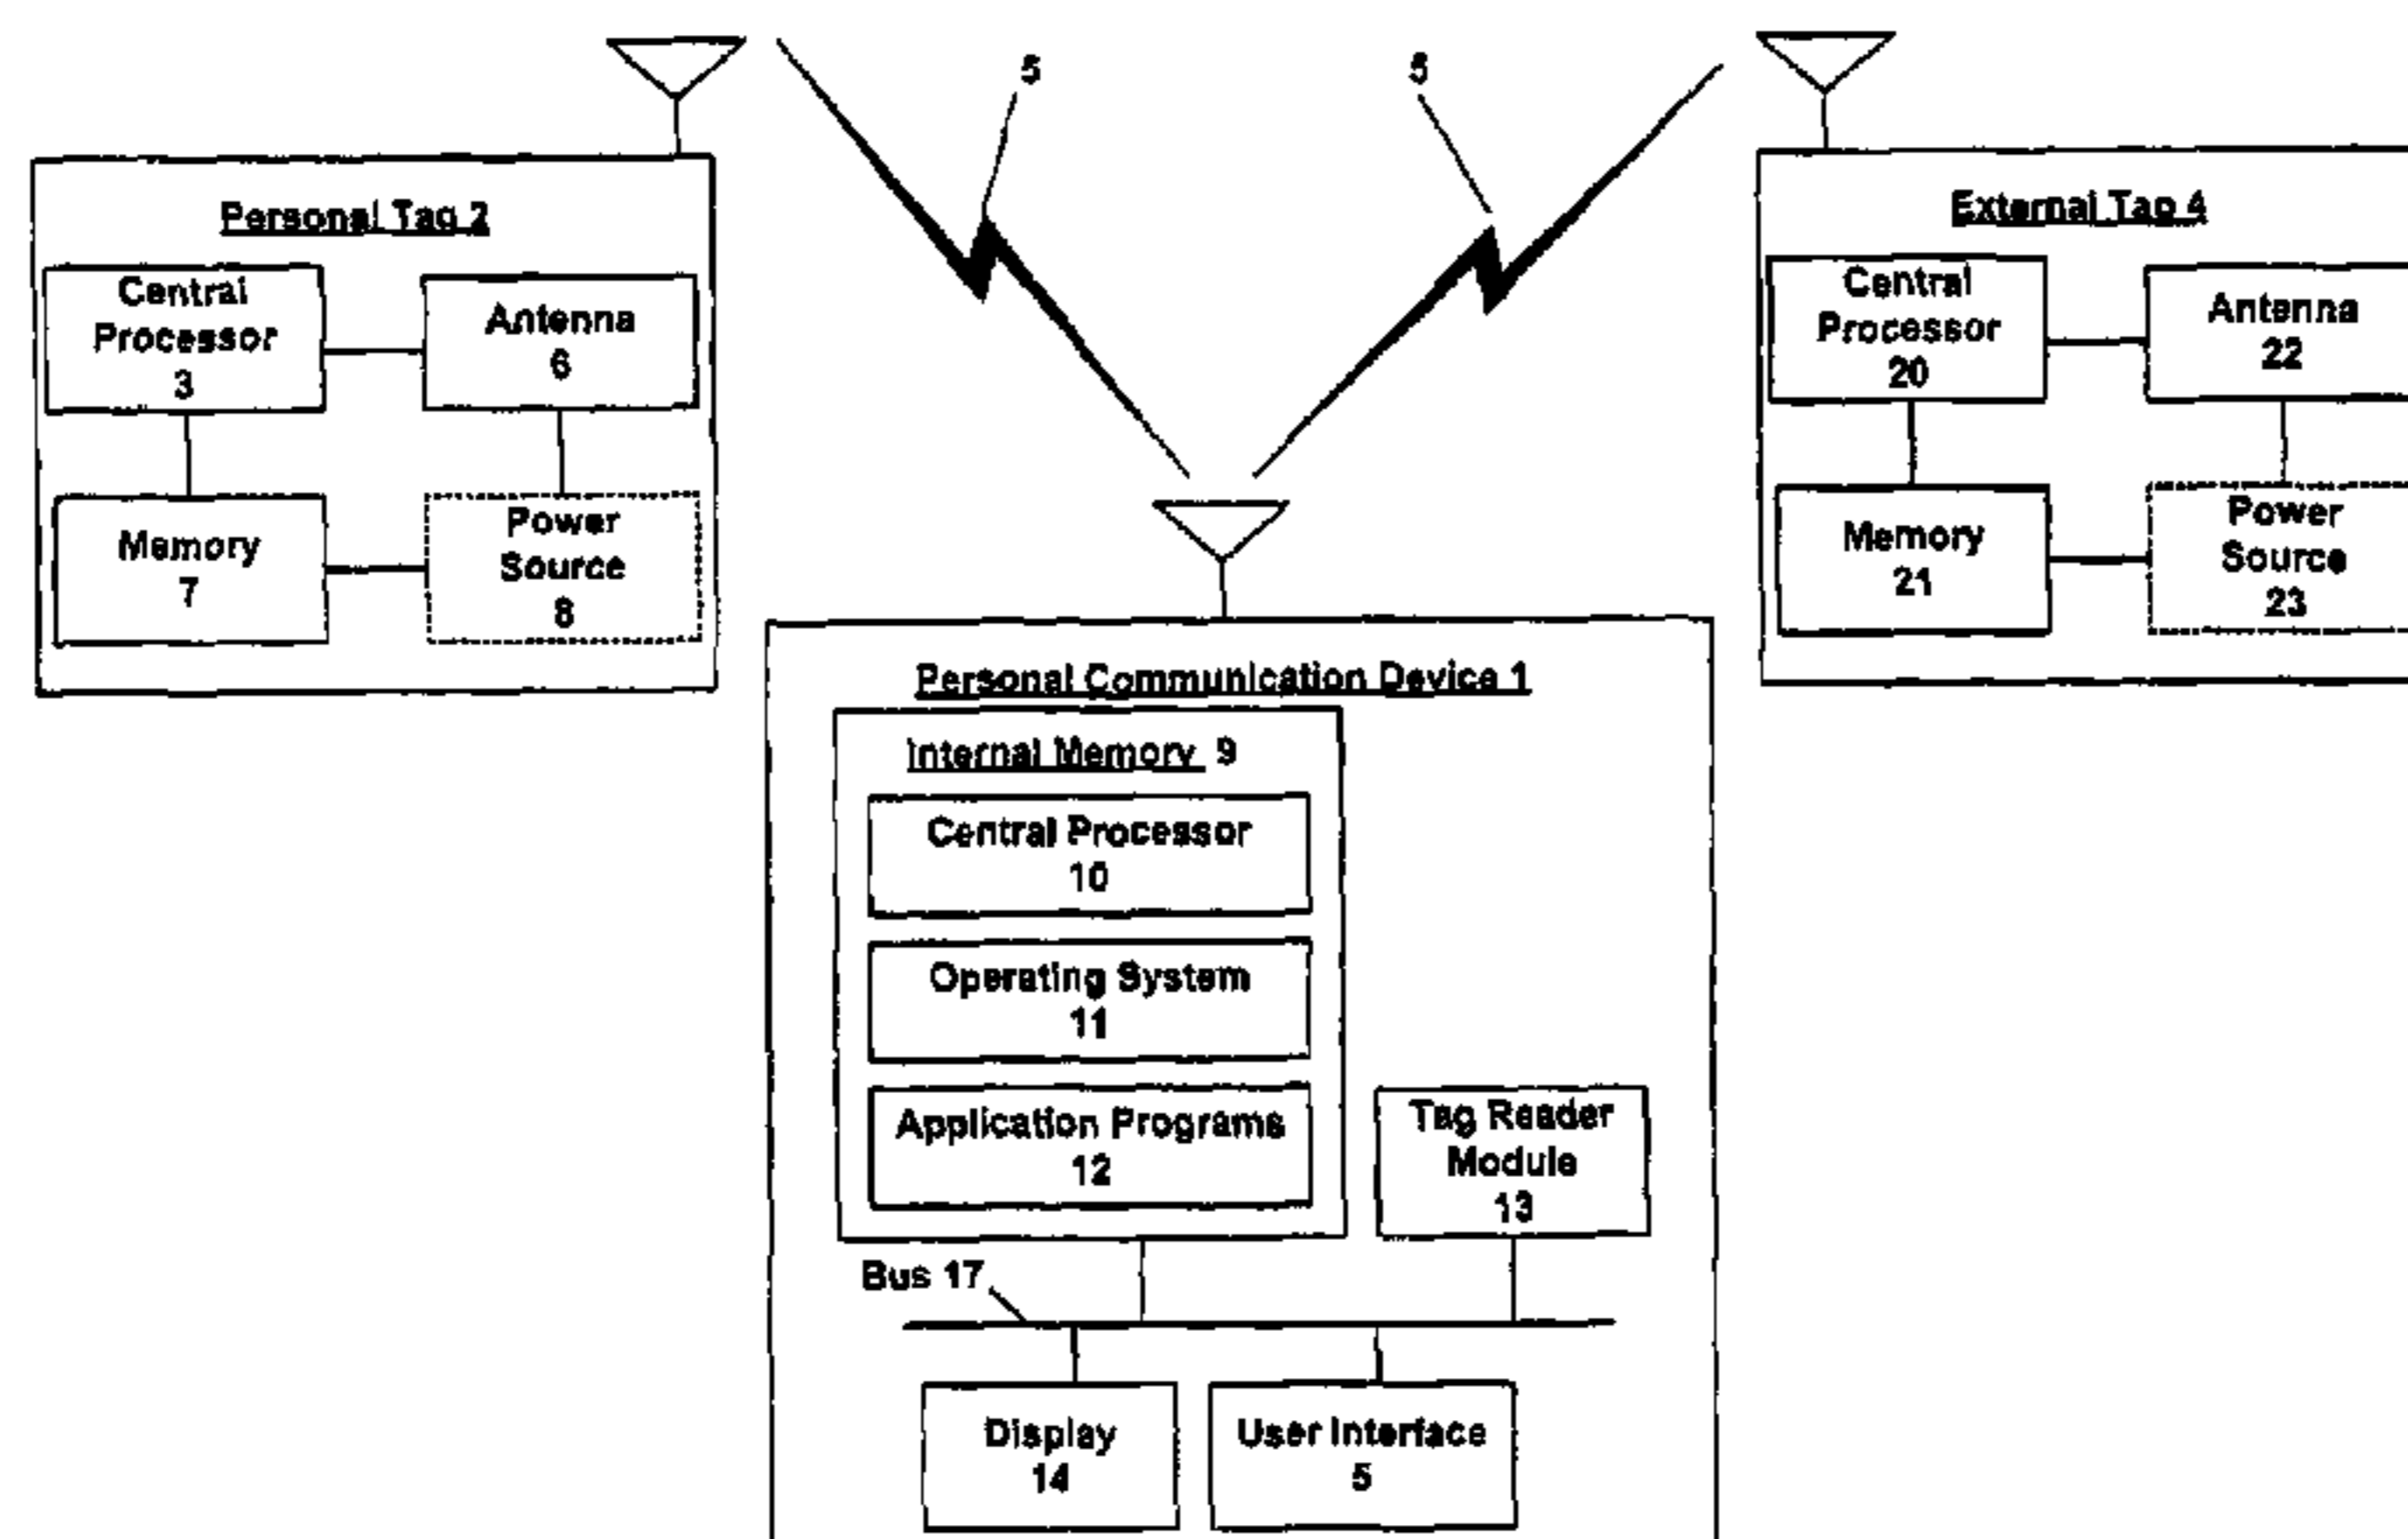 5
5
Personal Tag 2
Central
Processor
3
Antenna
6
Memory
7
Power
Source
8
External Tag 4
Central
Processor
20
Antenna
22
Memory
21
Power
Source
23
Personal Communication Device 1
Internal Memory 9
Central Processor
10
Operating System
11
Application Programs
12
Tag Reader
Module
13
Bus 17
Display
14
User Interface
5